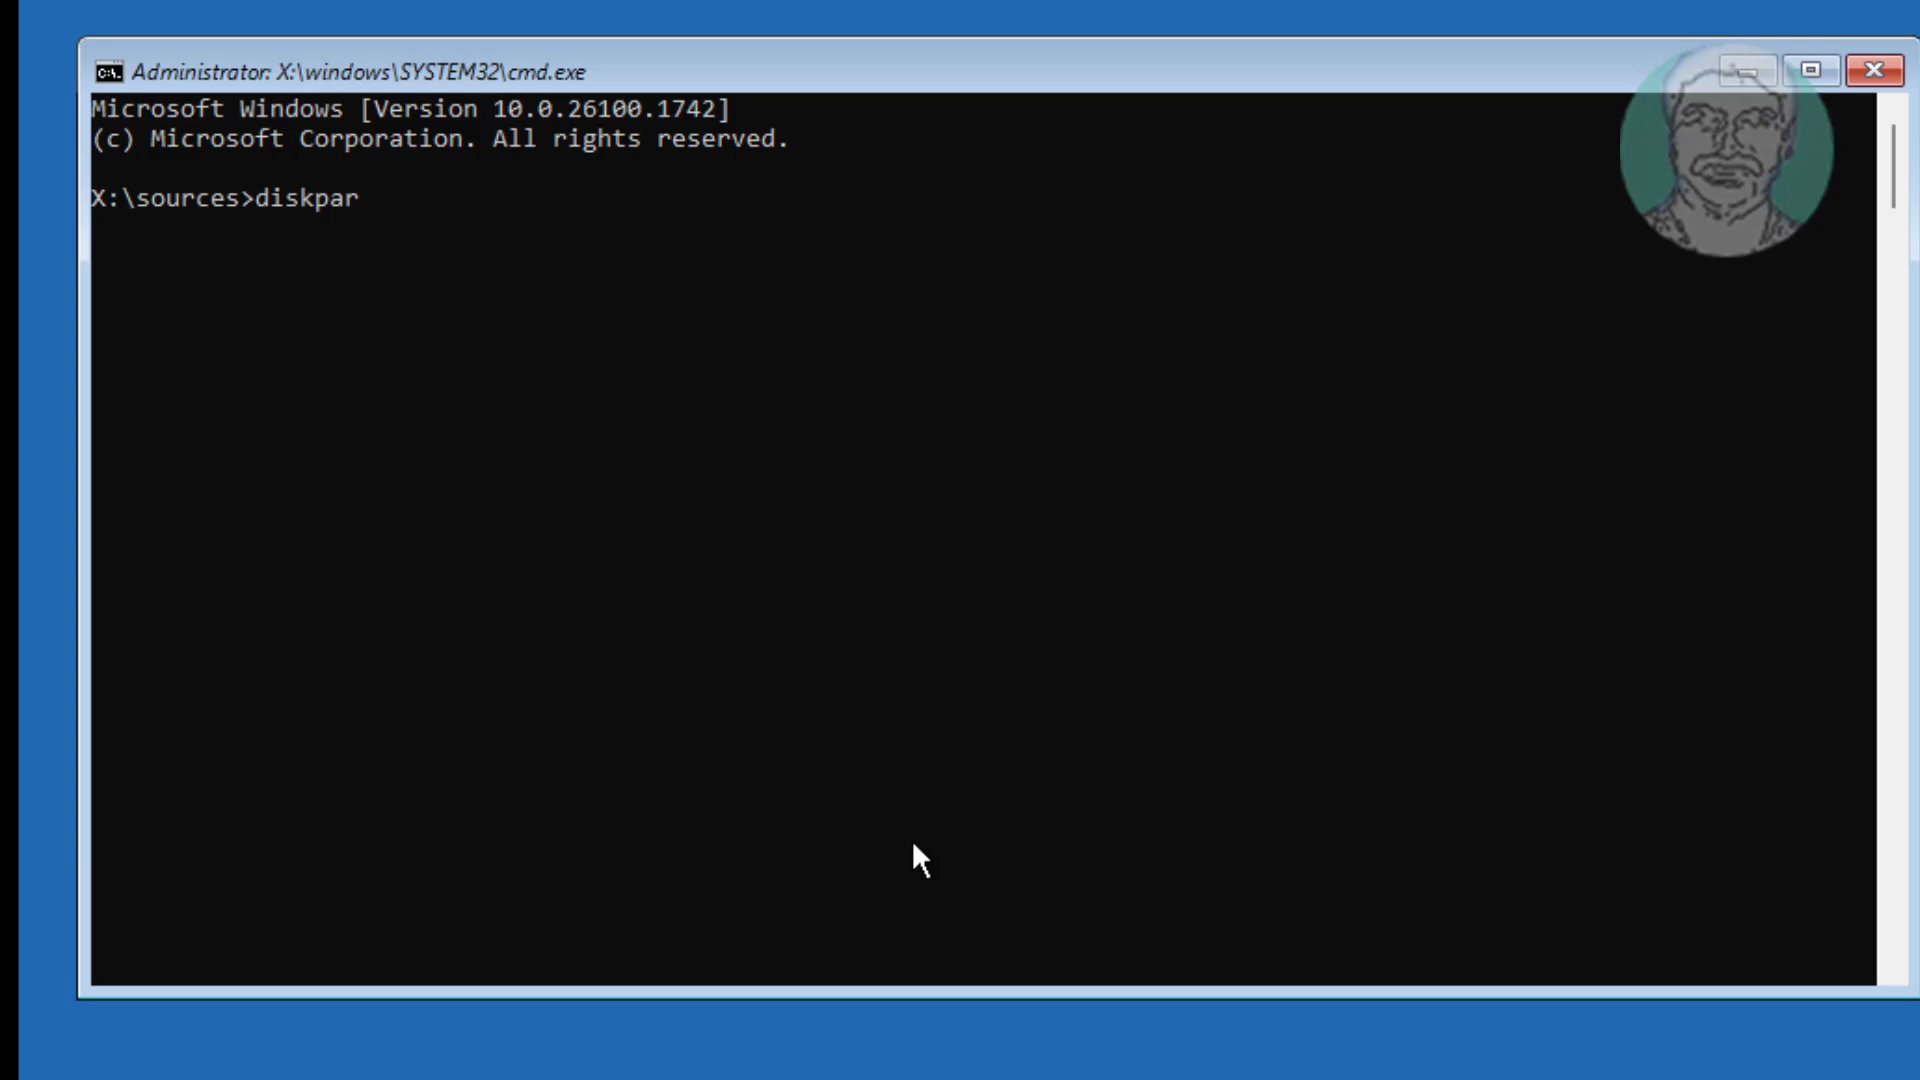 Administrator: X:\windows\SYSTEM32\cmd.exe
Microsoft Windows [Version 10.0.26100.1742]
(c) Microsoft Corporation. All rights reserved.
X:\sources>diskpar